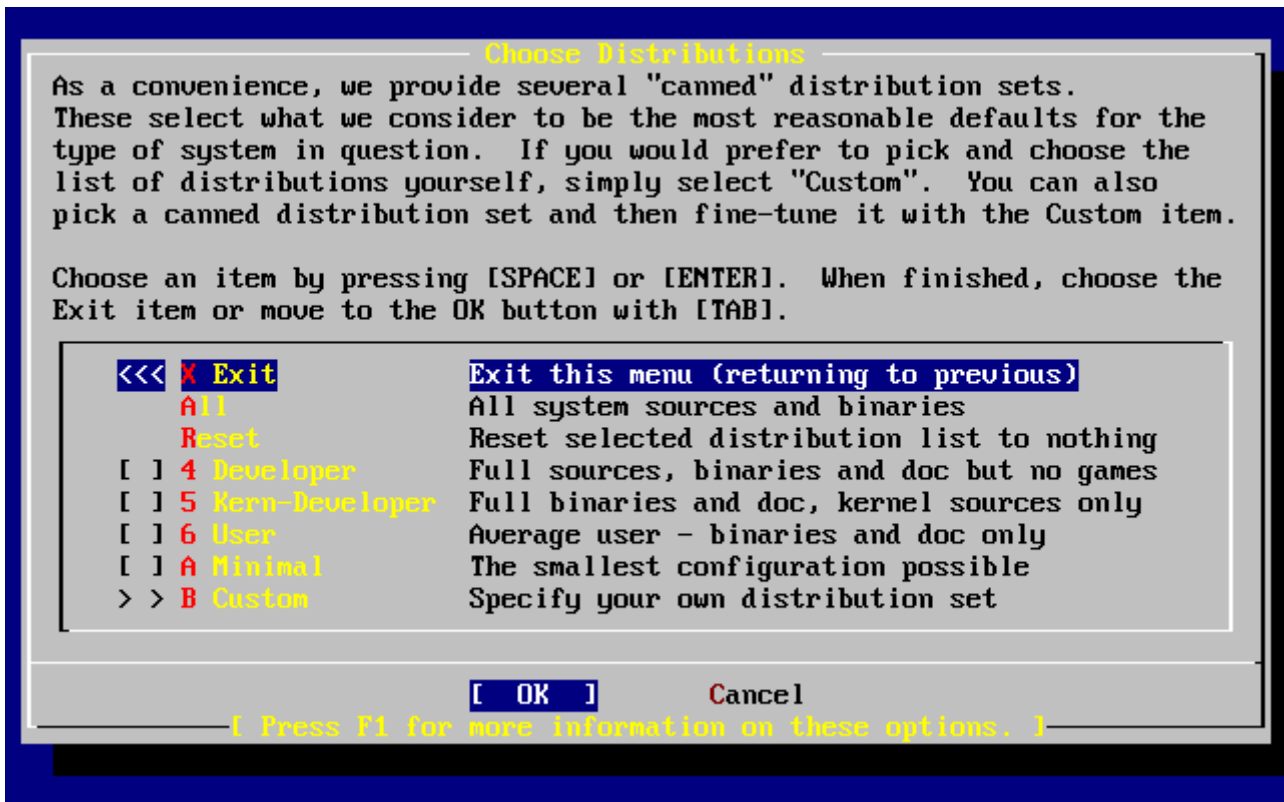 Choose Distributions
As a convenience, we provide several "canned" distribution sets.
These select what we consider to be the most reasonable defaults for the
type of system in question.  If you would prefer to pick and choose the
list of distributions yourself, simply select "Custom".  You can also
pick a canned distribution set and then fine-tune it with the Custom item.
Choose an item by pressing [SPACE] or [ENTER].  When finished, choose the
Exit item or move to the OK button with [TAB].
<<< X Exit            Exit this menu (returning to previous)
    All               All system sources and binaries
    Reset             Reset selected distribution list to nothing
[ ] 4 Developer       Full sources, binaries and doc but no games
[ ] 5 Kern-Developer  Full binaries and doc, kernel sources only
[ ] 6 User            Average user - binaries and doc only
[ ] A Minimal         The smallest configuration possible
> > B Custom          Specify your own distribution set
[  OK  ]       Cancel
[ Press F1 for more information on these options. ]